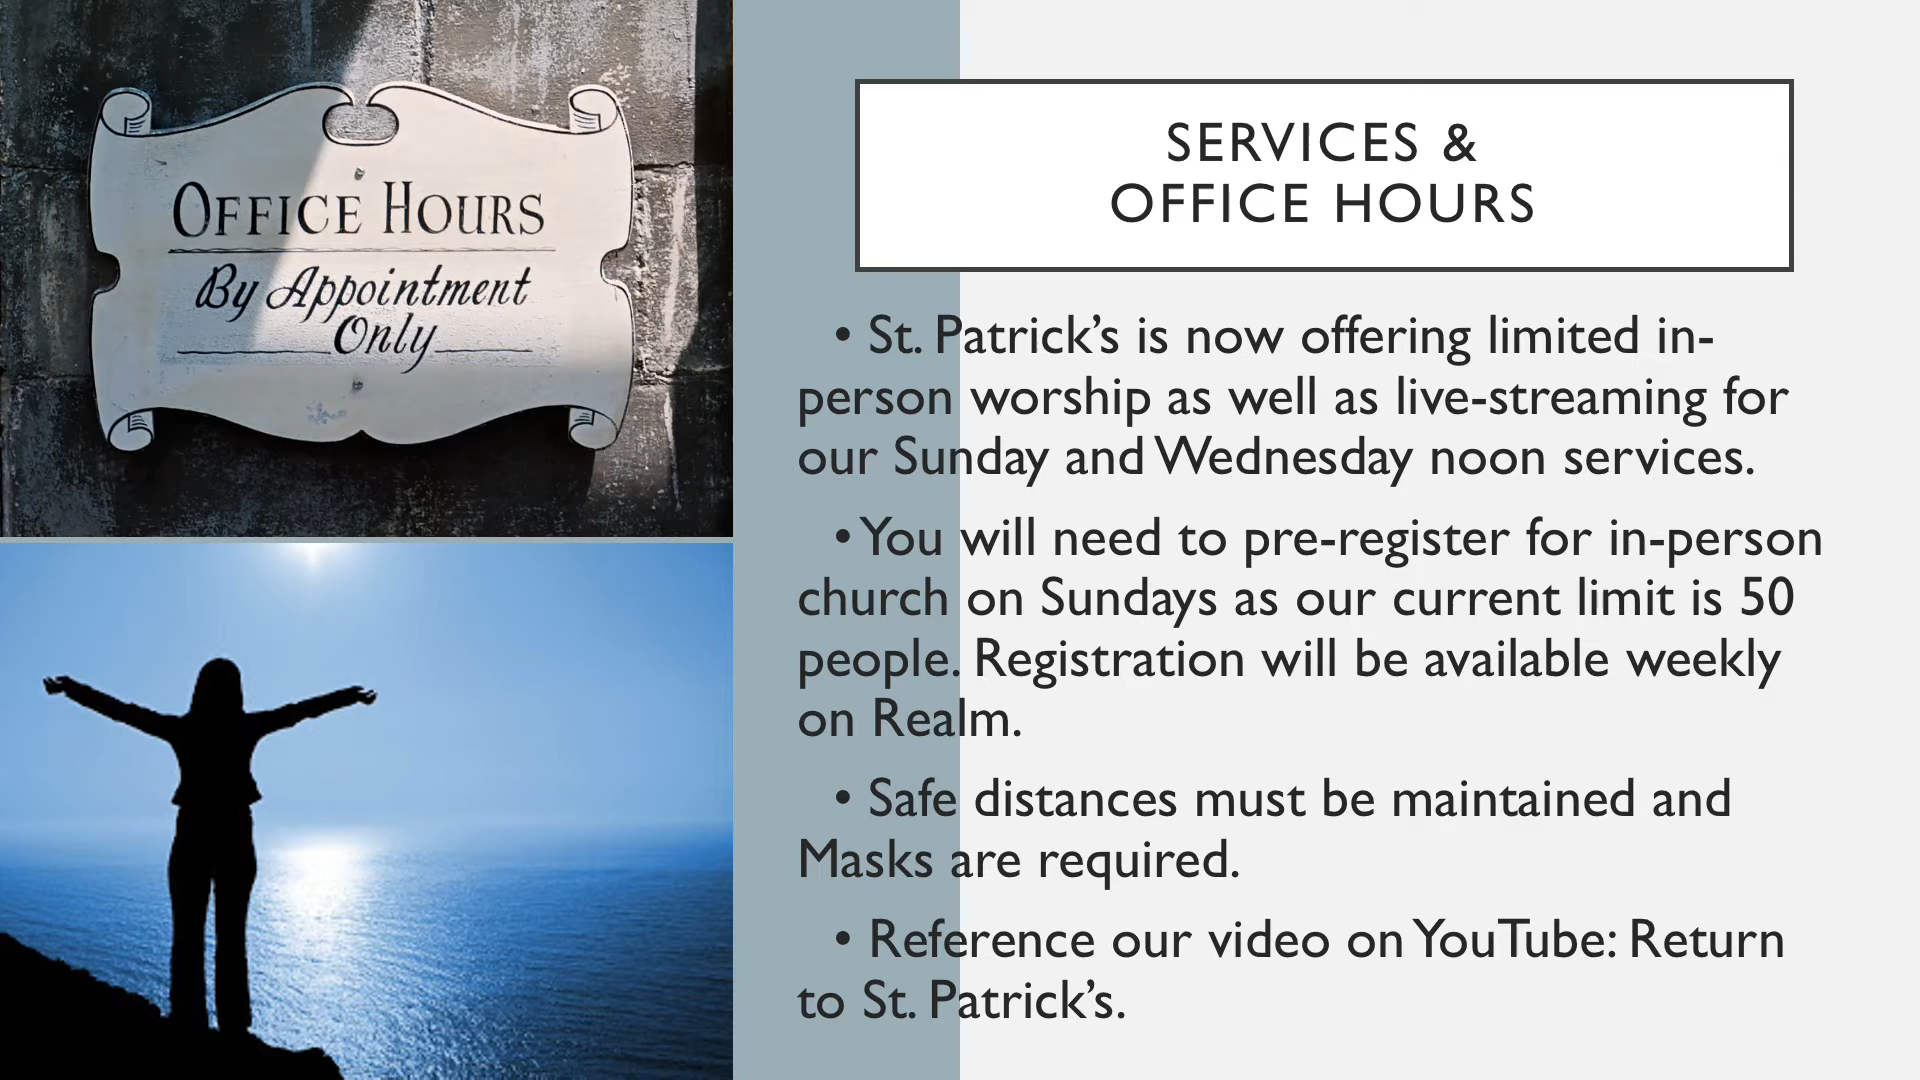 OFFICE HOURS
By Appointment
Only
SERVICES &
OFFICE HOURS
• St. Patrick’s is now offering limited in-
person worship as well as live-streaming for
our Sunday and Wednesday noon services.
• You will need to pre-register for in-person
church on Sundays as our current limit is 50
people. Registration will be available weekly
on Realm.
• Safe distances must be maintained and
Masks are required.
• Reference our video on YouTube: Return
to St. Patrick’s.